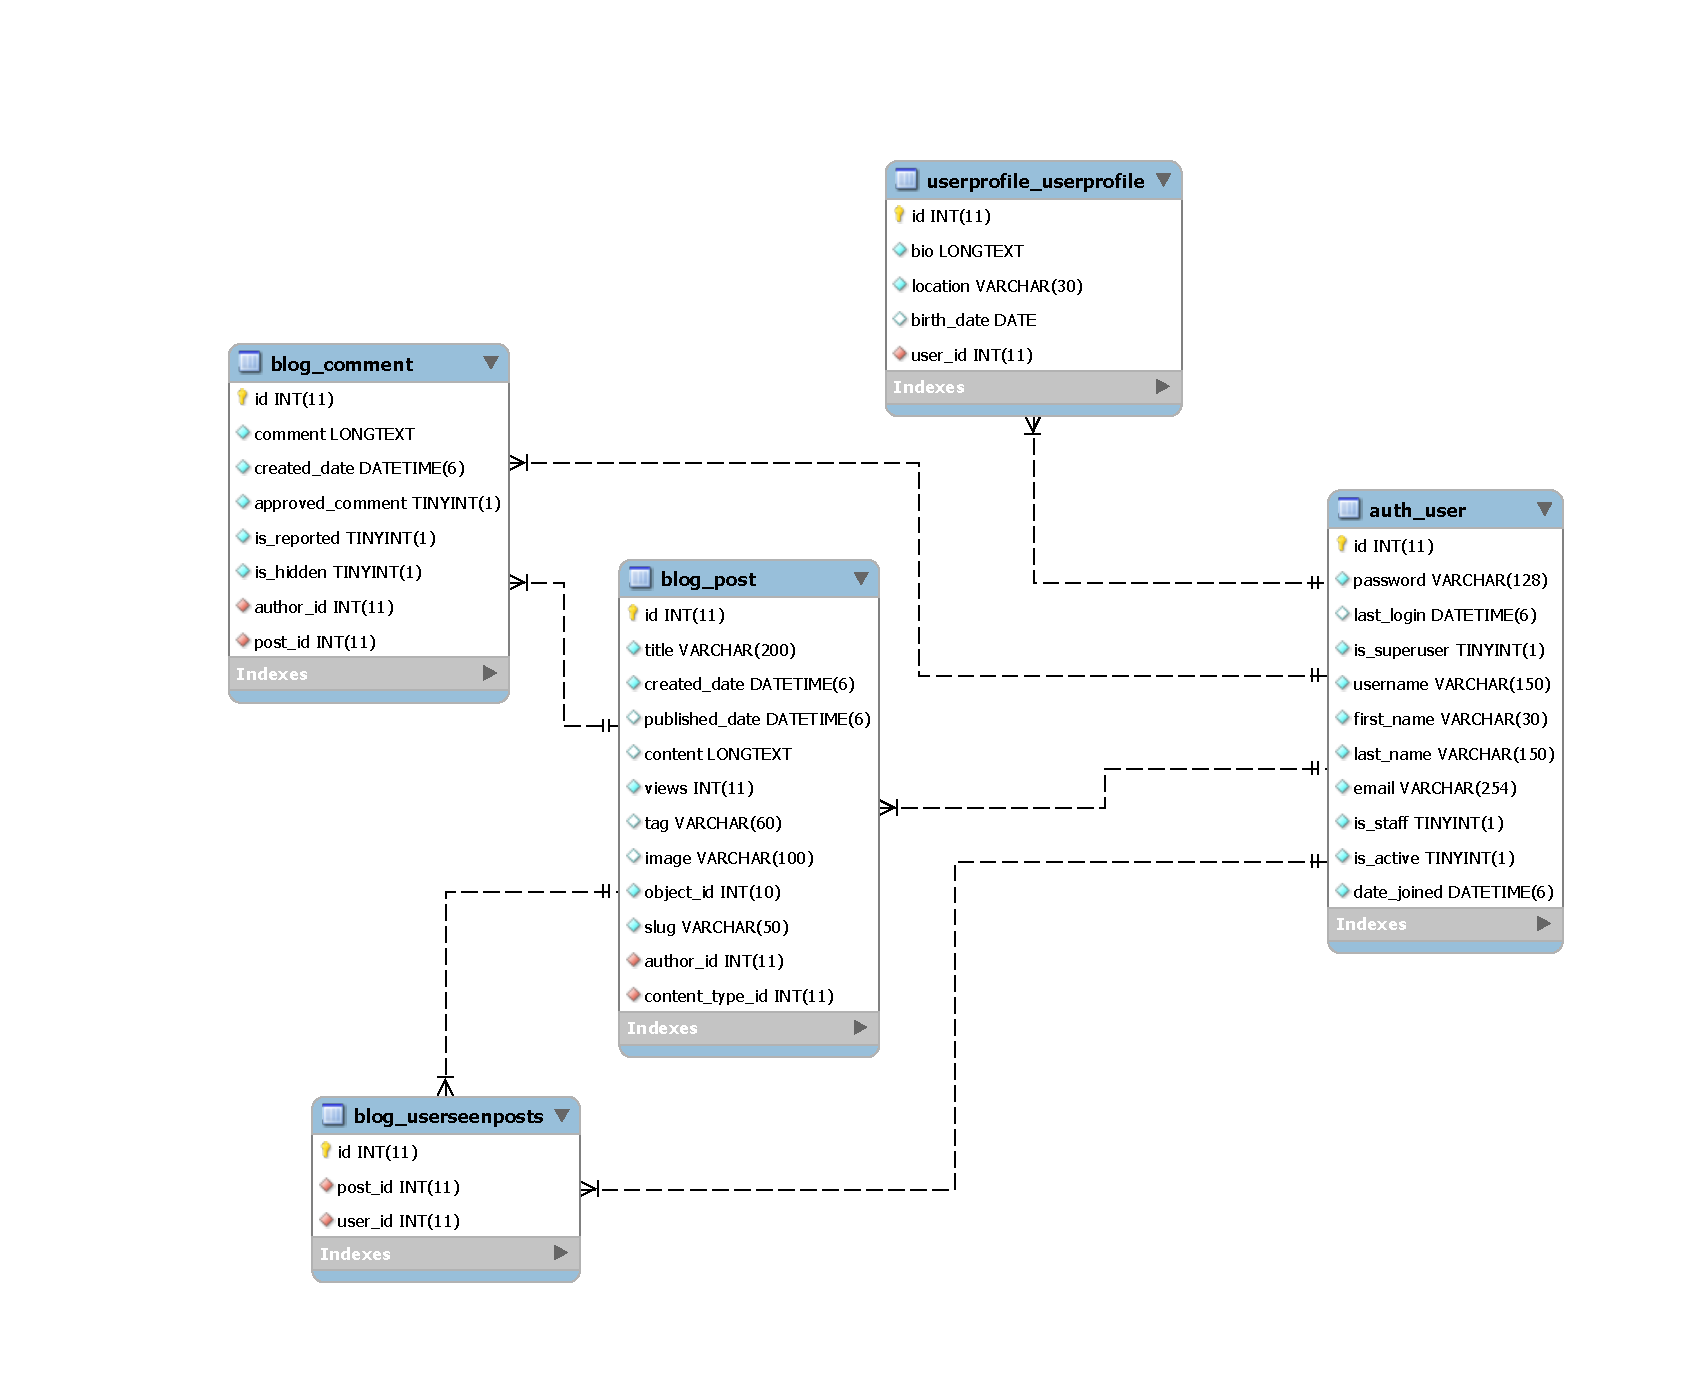 userprofile_userprofile
id INT(11)
bio LONGTEXT
location VARCHAR(30)
birth_date DATE
user_id INT(11)
Indexes
blog_comment
id INT(11)
comment LONGTEXT
created_date DATETIME(6)
approved_comment TINYINT(1)
is_reported TINYINT(1)
is_hidden TINYINT(1)
author_id INT(11)
post_id INT(11)
Indexes
auth_user
id INT(11)
password VARCHAR(128)
last_login DATETIME(6)
is_superuser TINYINT(1)
username VARCHAR(150)
first_name VARCHAR(30)
last_name VARCHAR(150)
email VARCHAR(254)
is_staff TINYINT(1)
is_active TINYINT(1)
date_joined DATETIME(6)
Indexes
blog_post
id INT(11)
title VARCHAR(200)
created_date DATETIME(6)
published_date DATETIME(6)
content LONGTEXT
views INT(11)
tag VARCHAR(60)
image VARCHAR(100)
object_id INT(10)
slug VARCHAR(50)
author_id INT(11)
content_type_id INT(11)
Indexes
blog_userseenposts
id INT(11)
post_id INT(11)
user_id INT(11)
Indexes